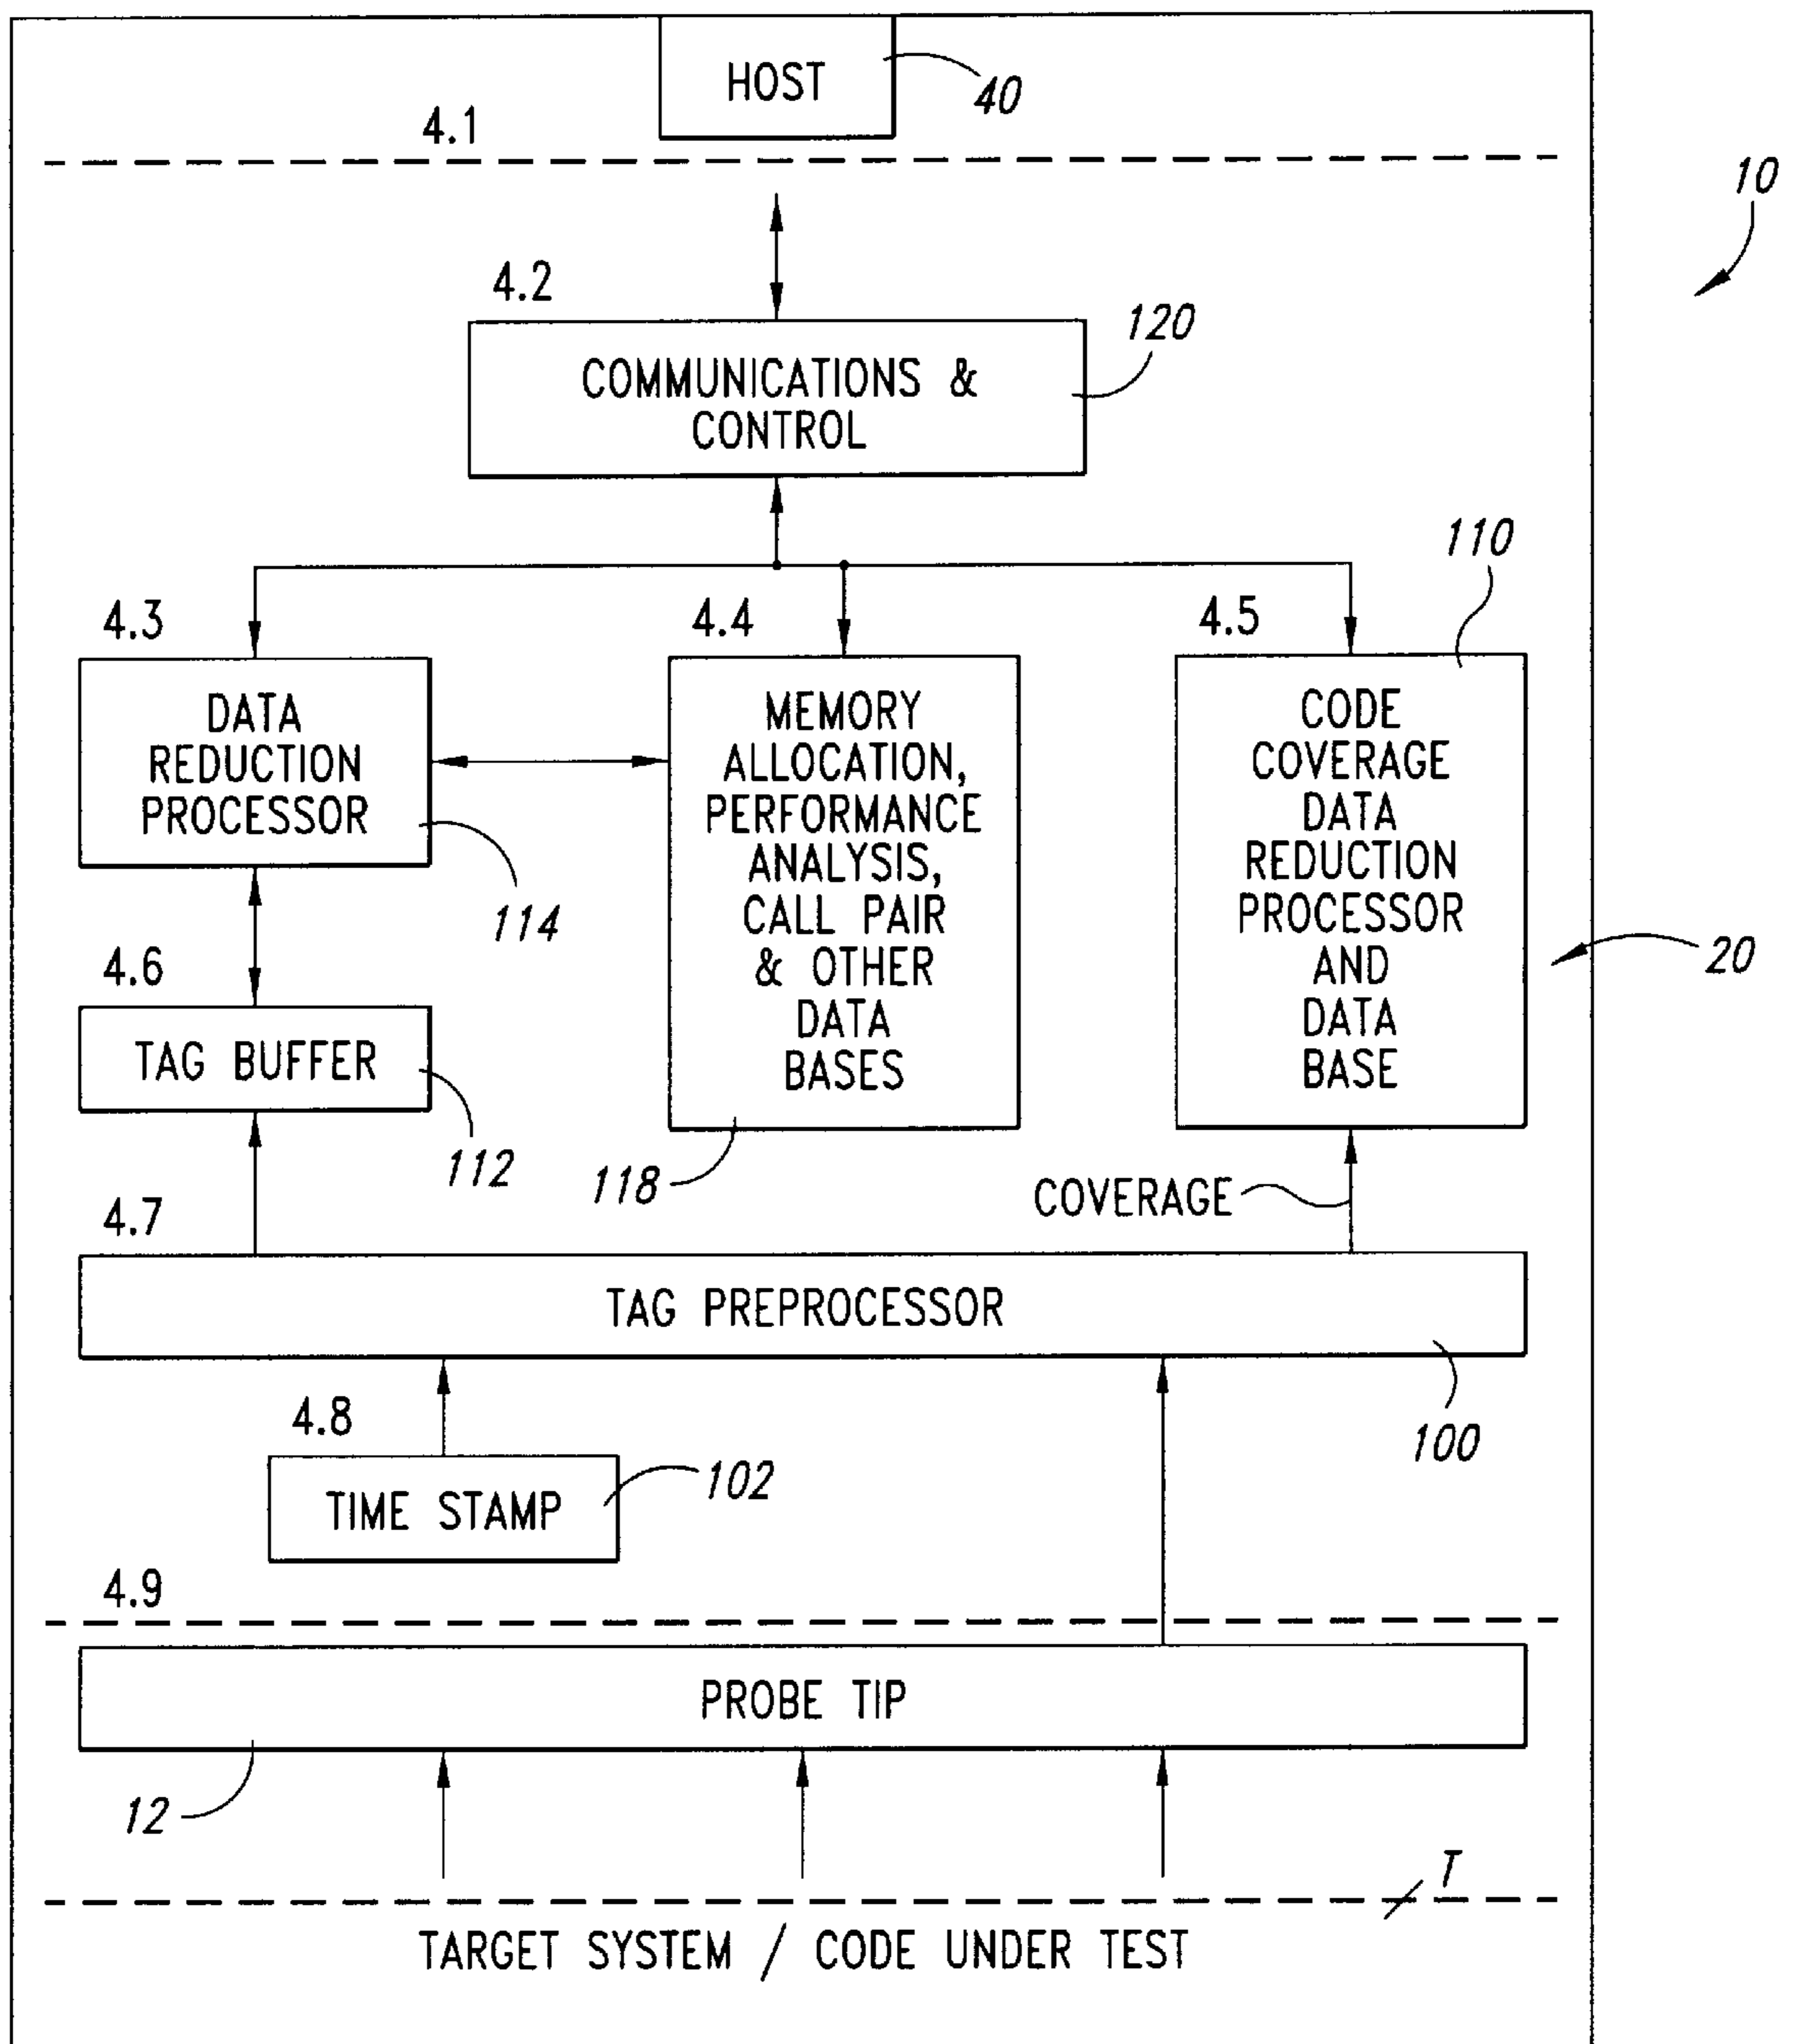 HOST
40
4.1
10
4.2
120
COMMUNICATIONS &
CONTROL
110
4.3
4.4
4.5
DATA
REDUCTION
PROCESSOR
114
MEMORY
ALLOCATION,
PERFORMANCE
ANALYSIS,
CALL PAIR
& OTHER
DATA
BASES
118
CODE
COVERAGE
DATA
REDUCTION
PROCESSOR
AND
DATA
BASE
20
4.6
TAG BUFFER
112
COVERAGE
4.7
TAG PREPROCESSOR
100
4.8
TIME STAMP
102
4.9
PROBE TIP
12
T
TARGET SYSTEM / CODE UNDER TEST